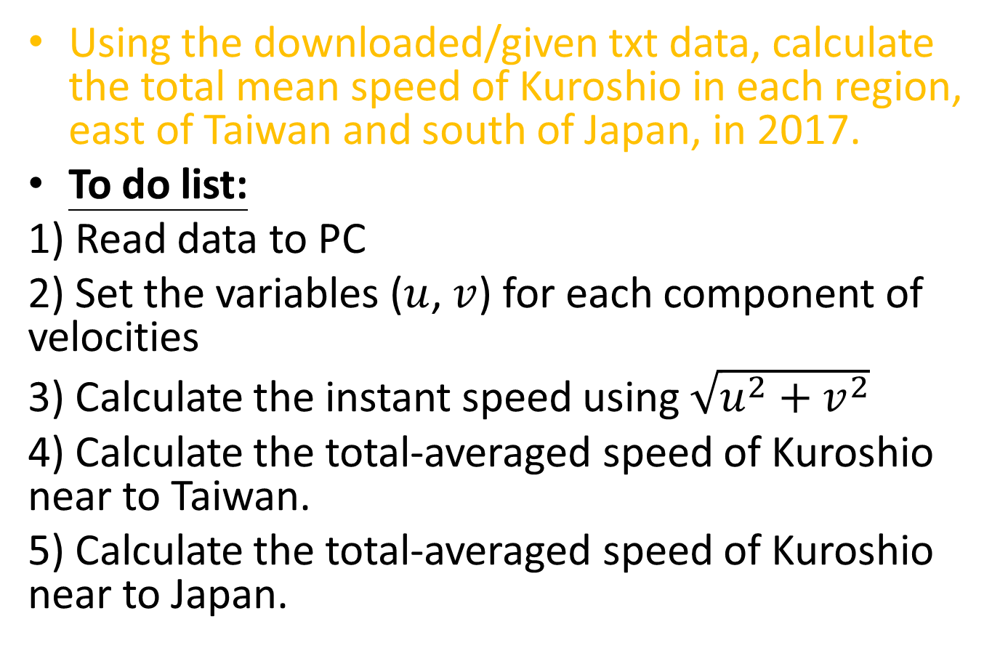 • Using the downloaded/given txt data, calculate
the total mean speed of Kuroshio in each region,
east of Taiwan and south of Japan, in 2017.
• To do list:
1) Read data to PC
2) Set the variables (u, v) for each component of
velocities
3) Calculate the instant speed using √(u² + v²)
4) Calculate the total-averaged speed of Kuroshio
near to Taiwan.
5) Calculate the total-averaged speed of Kuroshio
near to Japan.